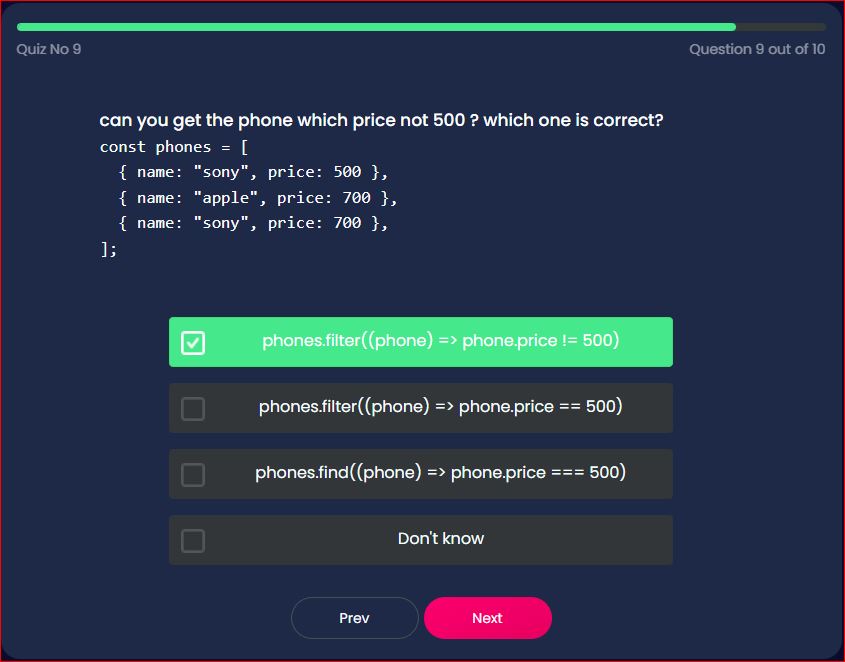 Quiz No 9
Question 9 out of 10
can you get the phone which price not 500 ? which one is correct?
const phones = [
  { name: "sony", price: 500 },
  { name: "apple", price: 700 },
  { name: "sony", price: 700 },
];
phones.filter((phone) => phone.price != 500)
phones.filter((phone) => phone.price == 500)
phones.find((phone) => phone.price === 500)
Don't know
Prev
Next